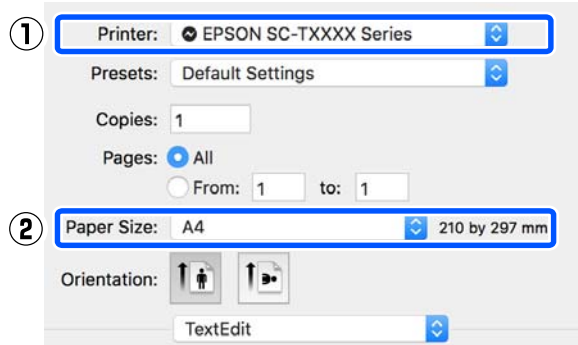 ① Printer: EPSON SC-TXXXX Series
Presets: Default Settings
Copies: 1
Pages: All
From: 1 to: 1
② Paper Size: A4 210 by 297 mm
Orientation:
TextEdit